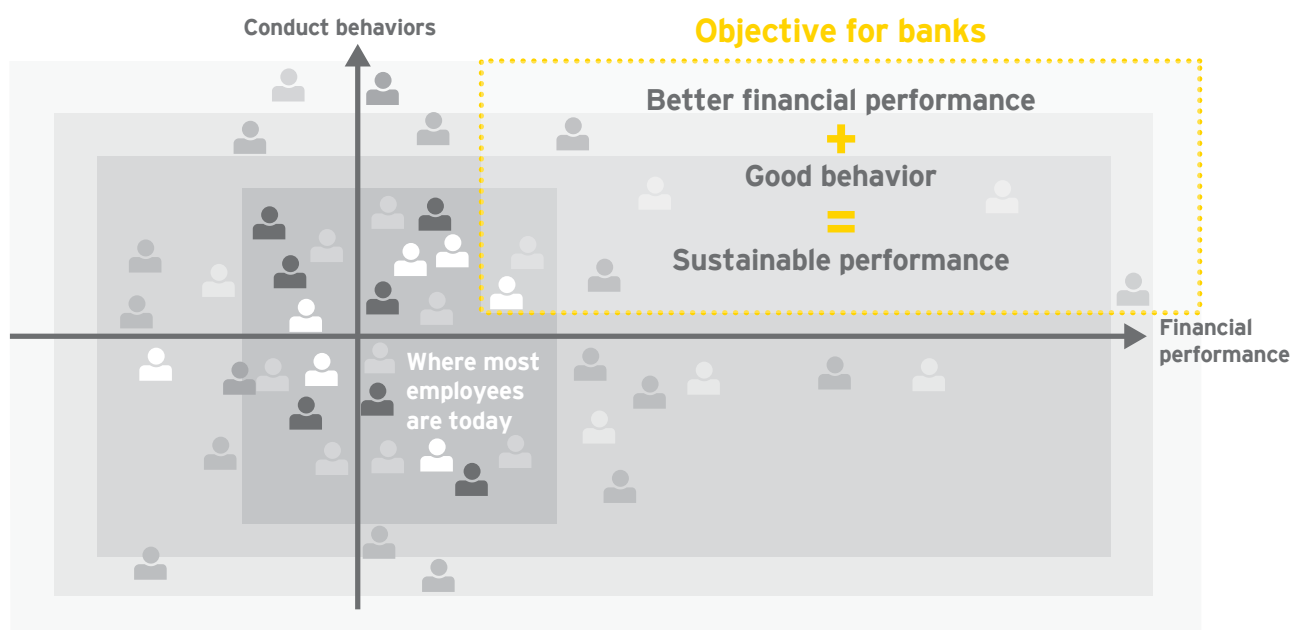 Conduct behaviors
Objective for banks
Better financial performance
+
Good behavior
=
Sustainable performance
Financial
performance
Where most
employees
are today